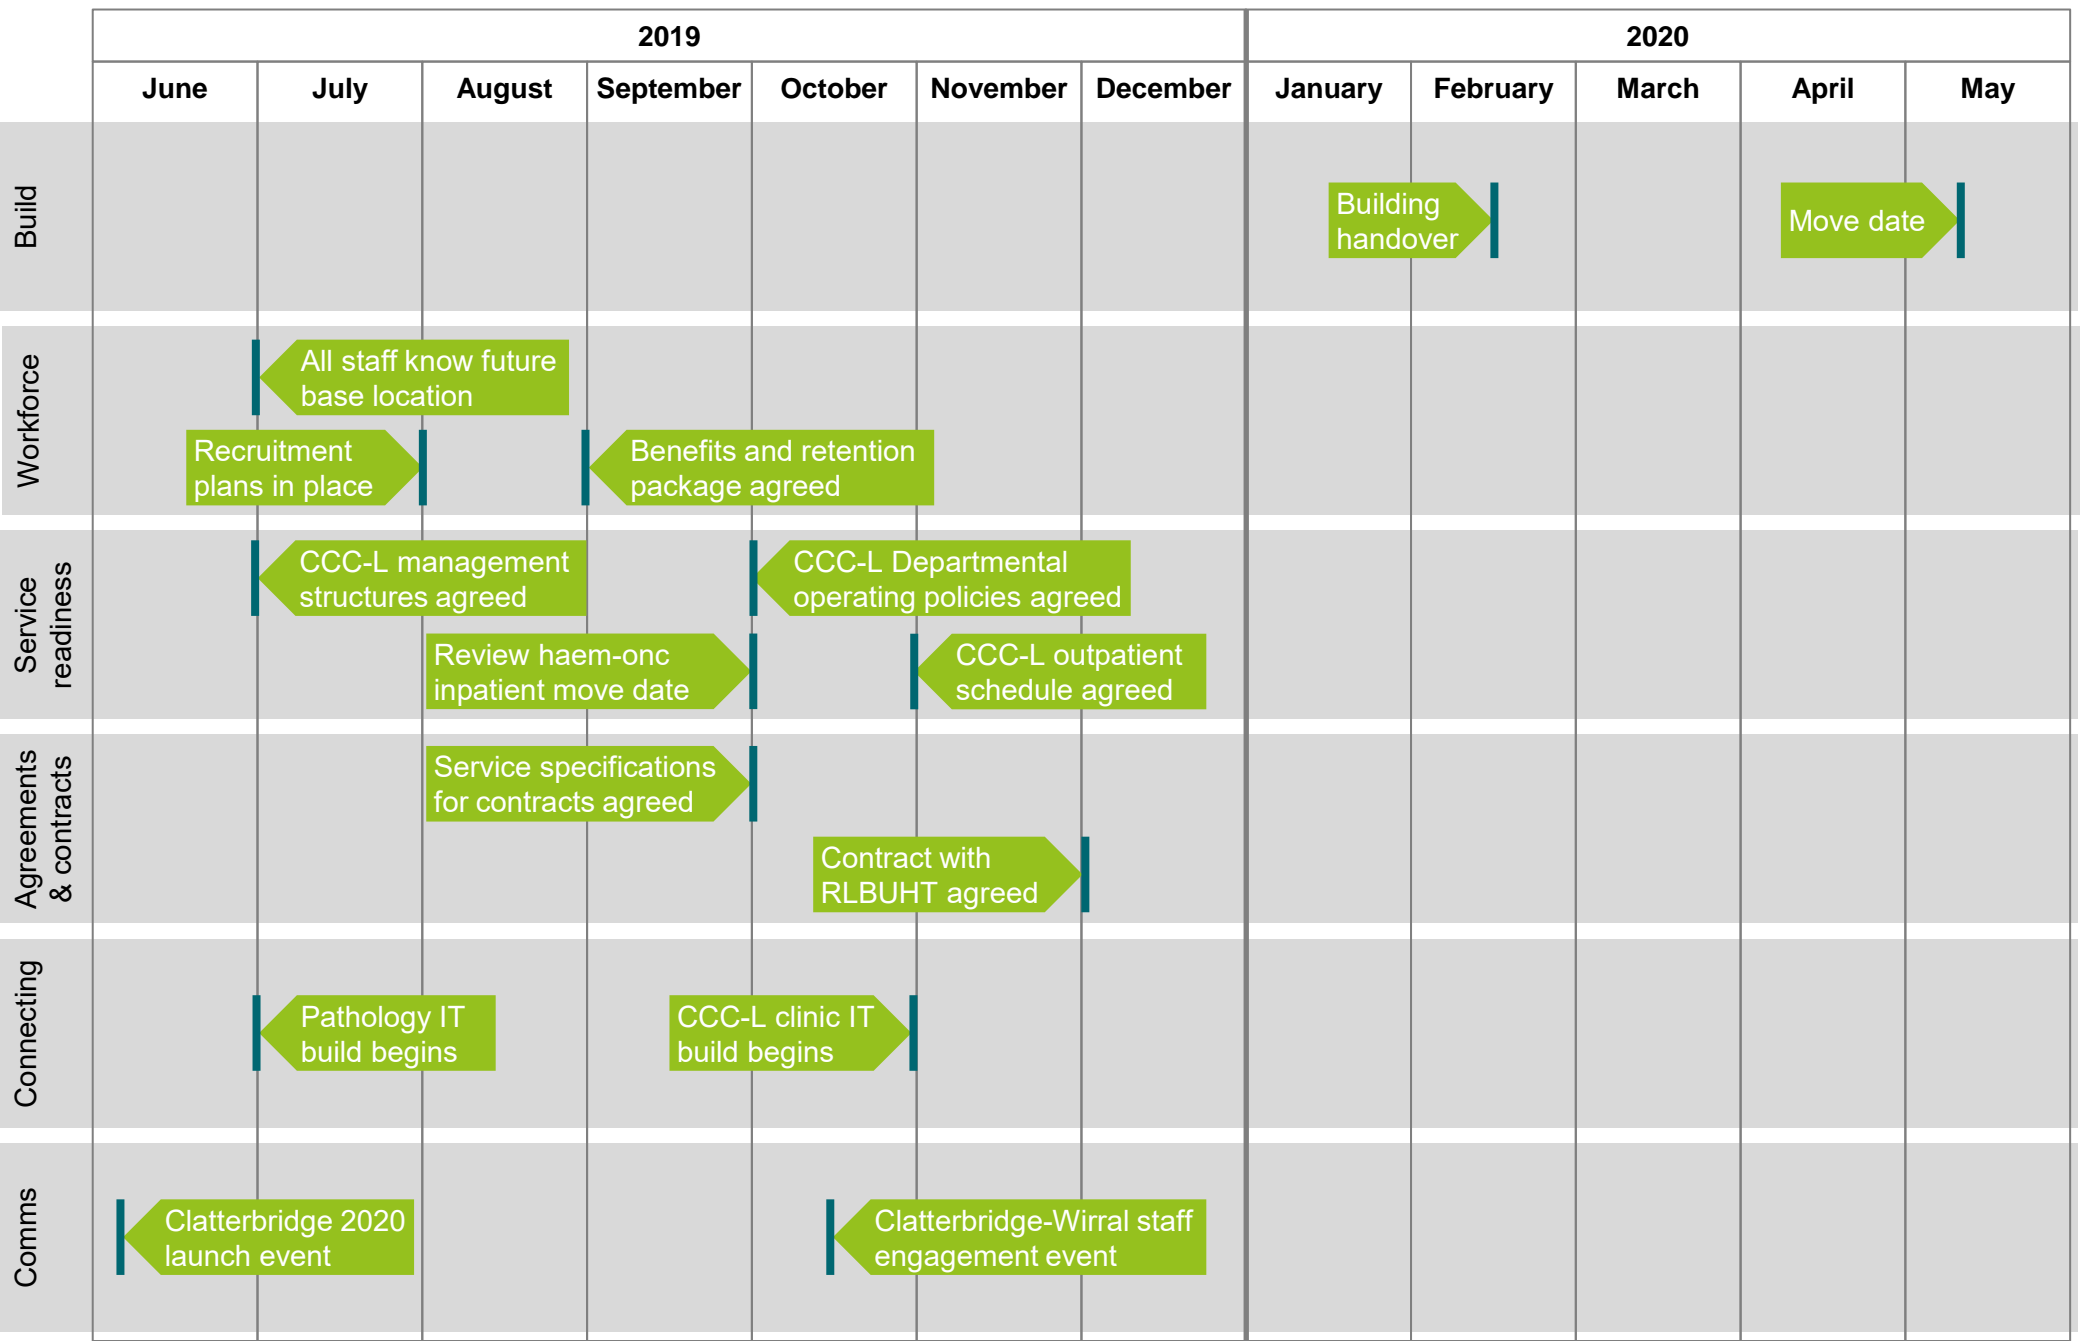 2019
2020
June
July
August
September
October
November
December
January
February
March
April
May
Build
Building
handover
Move date
Workforce
All staff know future
base location
Recruitment
plans in place
Benefits and retention
package agreed
Service
readiness
CCC-L management
structures agreed
CCC-L Departmental
operating policies agreed
Review haem-onc
inpatient move date
CCC-L outpatient
schedule agreed
Agreements
& contracts
Service specifications
for contracts agreed
Contract with
RLBUHT agreed
Connecting
Pathology IT
build begins
CCC-L clinic IT
build begins
Comms
Clatterbridge 2020
launch event
Clatterbridge-Wirral staff
engagement event